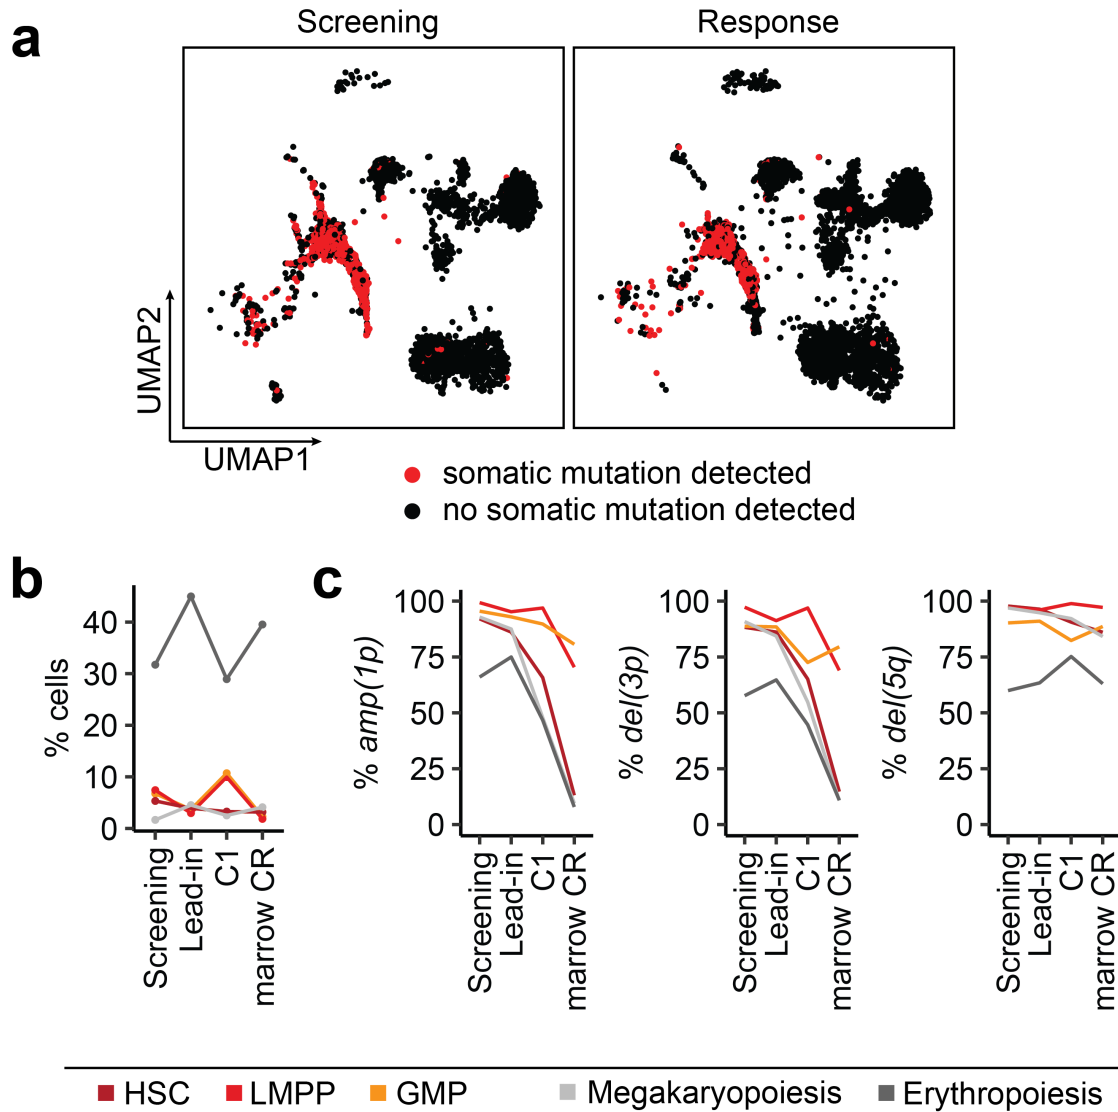 a
Screening
Response
UMAP2
UMAP1
somatic mutation detected
no somatic mutation detected
b
% cells
40
30
20
10
0
Screening
Lead-in
C1
marrow CR
c
% amp(1p)
100
75
50
25
0
Screening
Lead-in
C1
marrow CR
% del(3p)
100
75
50
25
0
Screening
Lead-in
C1
marrow CR
% del(5q)
100
75
50
25
0
Screening
Lead-in
C1
marrow CR
HSC LMPP GMP Megakaryopoiesis Erythropoiesis